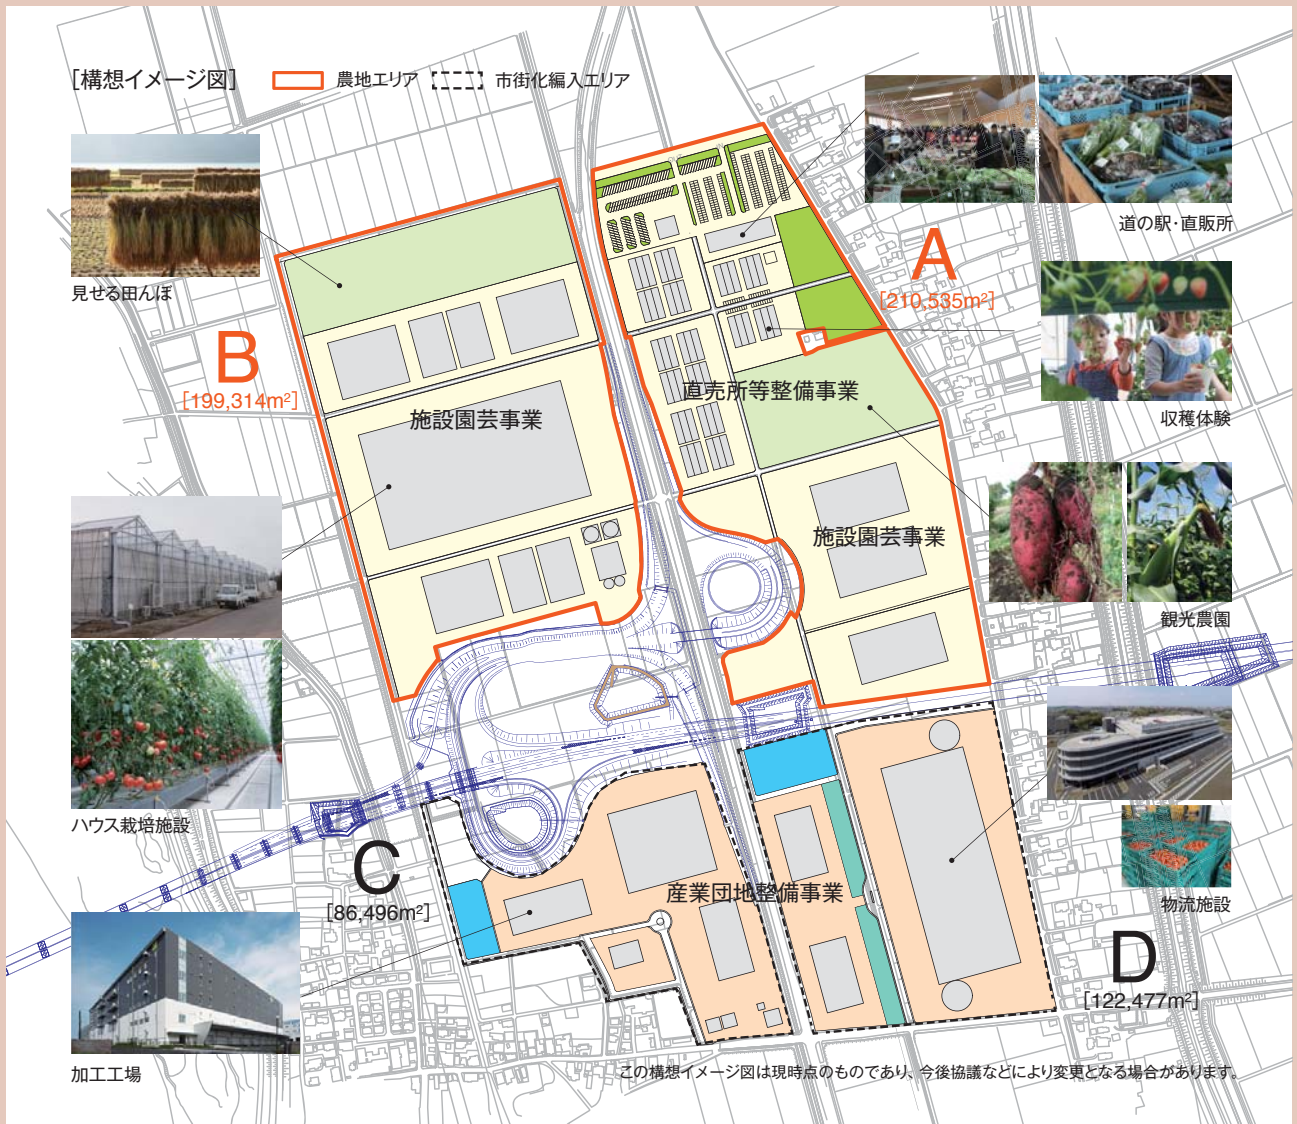 [構想イメージ図]
農地エリア
市街化編入エリア
見せる田んぼ
道の駅・直販所
A
[210,535m²]
B
[199,314m²]
収穫体験
直売所等整備事業
施設園芸事業
施設園芸事業
観光農園
ハウス栽培施設
C
[86,496m²]
産業団地整備事業
物流施設
D
[122,477m²]
加工工場
この構想イメージ図は現時点のものであり、今後協議などにより変更となる場合があります。